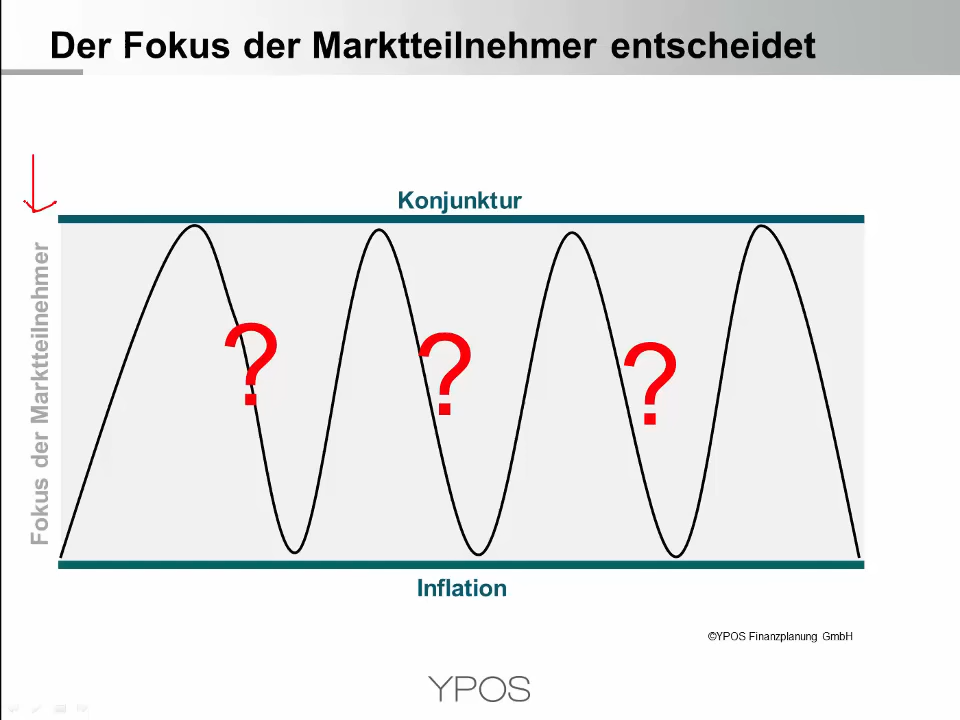 Der Fokus der Marktteilnehmer entscheidet
Konjunktur
Fokus der Marktteilnehmer
? ? ?
Inflation
©YPOS Finanzplanung GmbH
YPOS